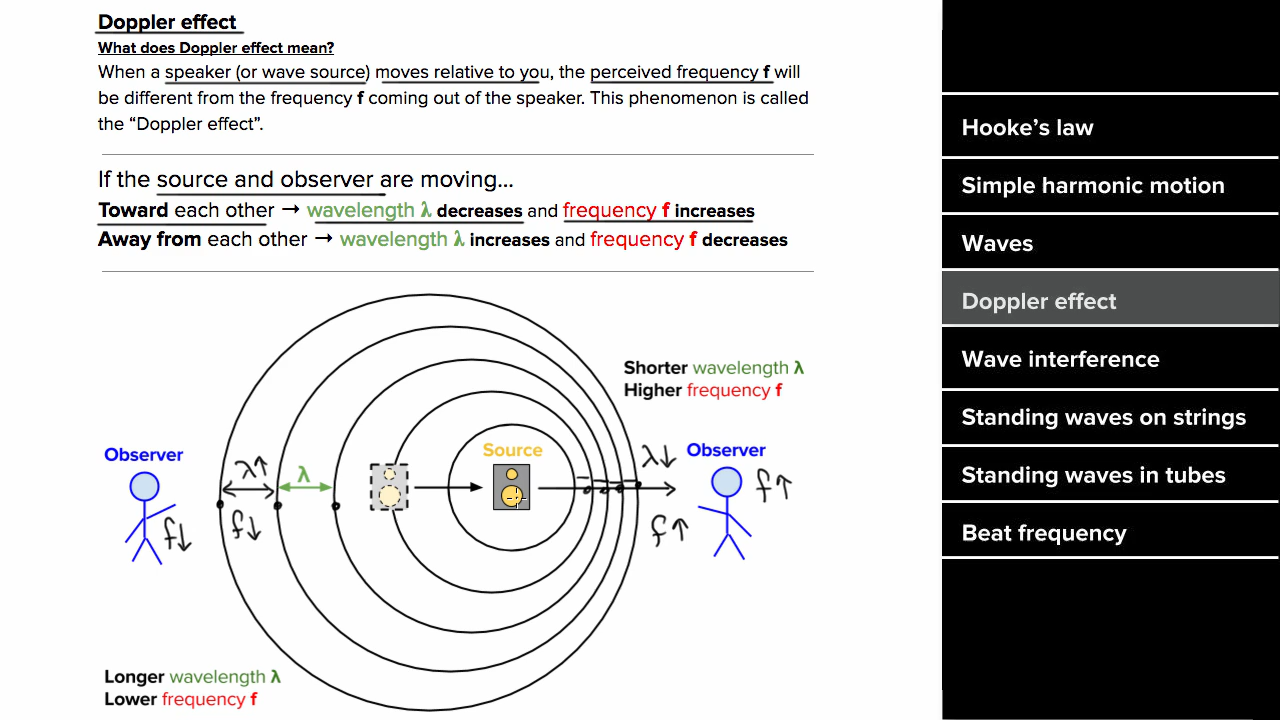 Doppler effect
What does Doppler effect mean?
When a speaker (or wave source) moves relative to you, the perceived frequency f will
be different from the frequency f coming out of the speaker. This phenomenon is called
the “Doppler effect”.
If the source and observer are moving...
Toward each other → wavelength λ decreases and frequency f increases
Away from each other → wavelength λ increases and frequency f decreases
Shorter wavelength λ
Higher frequency f
Observer
λ↑
λ
f↓
f↓
Source
λ↓
Observer
f↑
f↑
Longer wavelength λ
Lower frequency f
Hooke’s law
Simple harmonic motion
Waves
Doppler effect
Wave interference
Standing waves on strings
Standing waves in tubes
Beat frequency